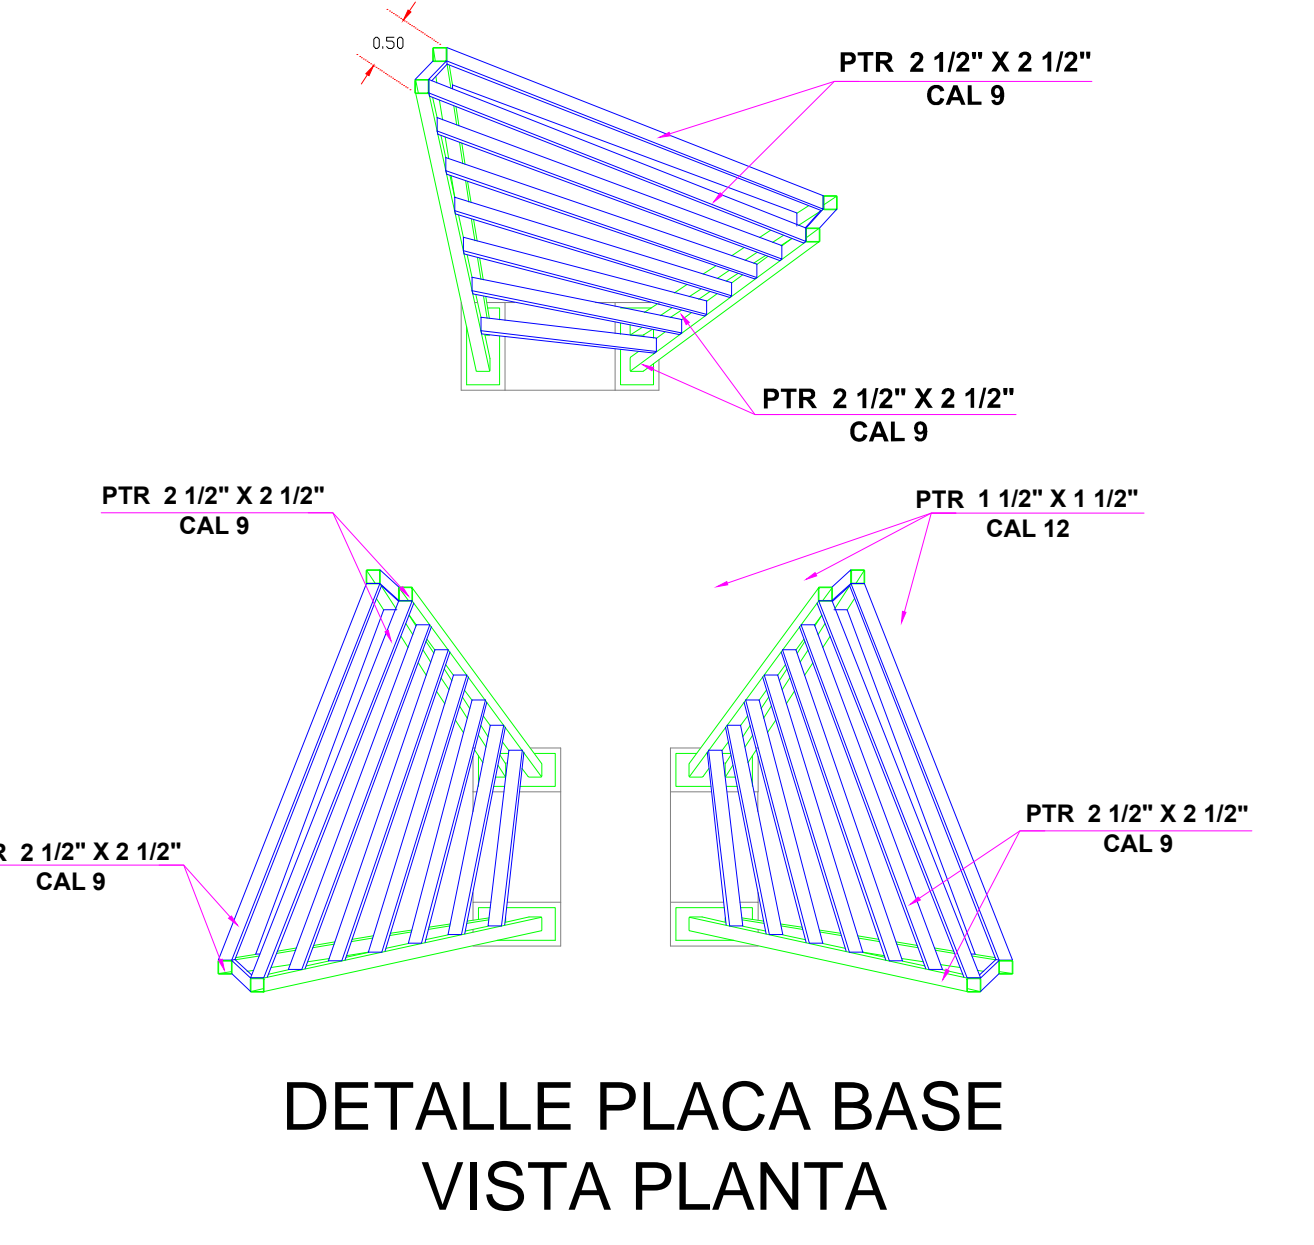 0.50
PTR 2 1/2" X 2 1/2"
CAL 9
PTR 2 1/2" X 2 1/2"
CAL 9
PTR 2 1/2" X 2 1/2"
CAL 9
PTR 1 1/2" X 1 1/2"
CAL 12
PTR 2 1/2" X 2 1/2"
CAL 9
R 2 1/2" X 2 1/2"
CAL 9
DETALLE PLACA BASE
VISTA PLANTA